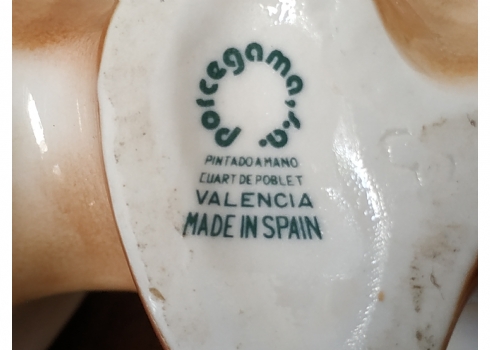 porcegama, s.a.
PINTADO A MANO
CUART DE POBLET
VALENCIA
MADE IN SPAIN